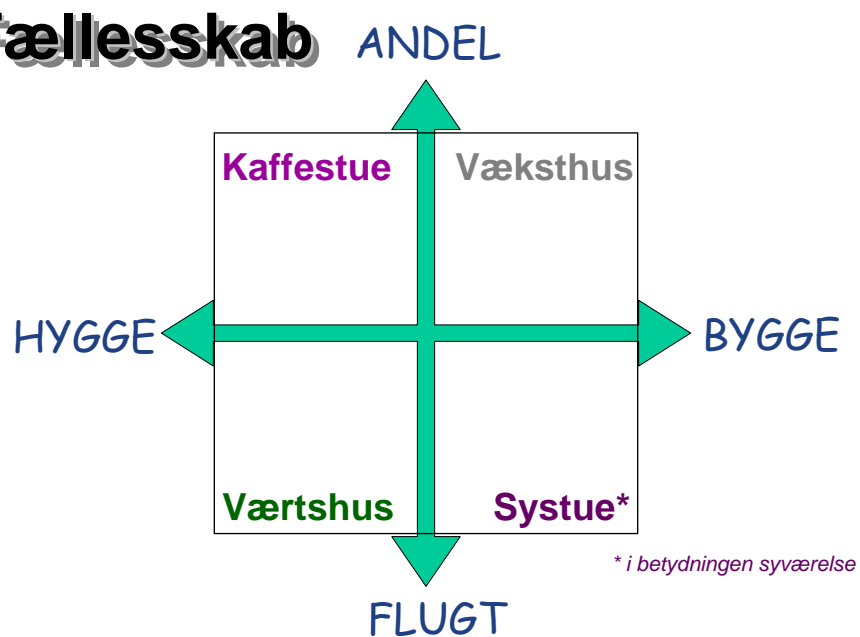 Fællesskab
ANDEL
Kaffestue
Væksthus
HYGGE
BYGGE
Værtshus
Systue*
* i betydningen syværelse
FLUGT